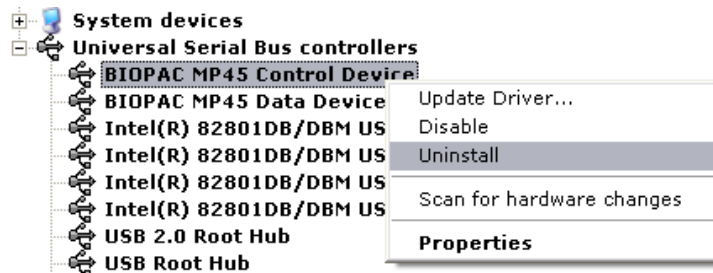 System devices
Universal Serial Bus controllers
BIOPAC MP45 Control Device
BIOPAC MP45 Data Device
Intel(R) 82801DB/DBM US
Intel(R) 82801DB/DBM US
Intel(R) 82801DB/DBM US
Intel(R) 82801DB/DBM US
USB 2.0 Root Hub
USB Root Hub
Update Driver...
Disable
Uninstall
Scan for hardware changes
Properties